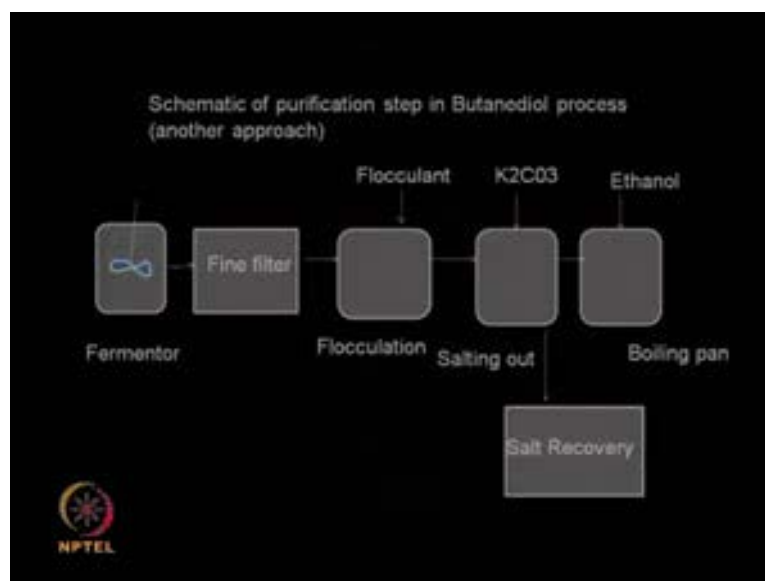 Schematic of purification step in Butanediol process
(another approach)
Flocculant
K2C03
Ethanol
Fine filter
Fermentor
Flocculation
Salting out
Boiling pan
Salt Recovery
NPTEL